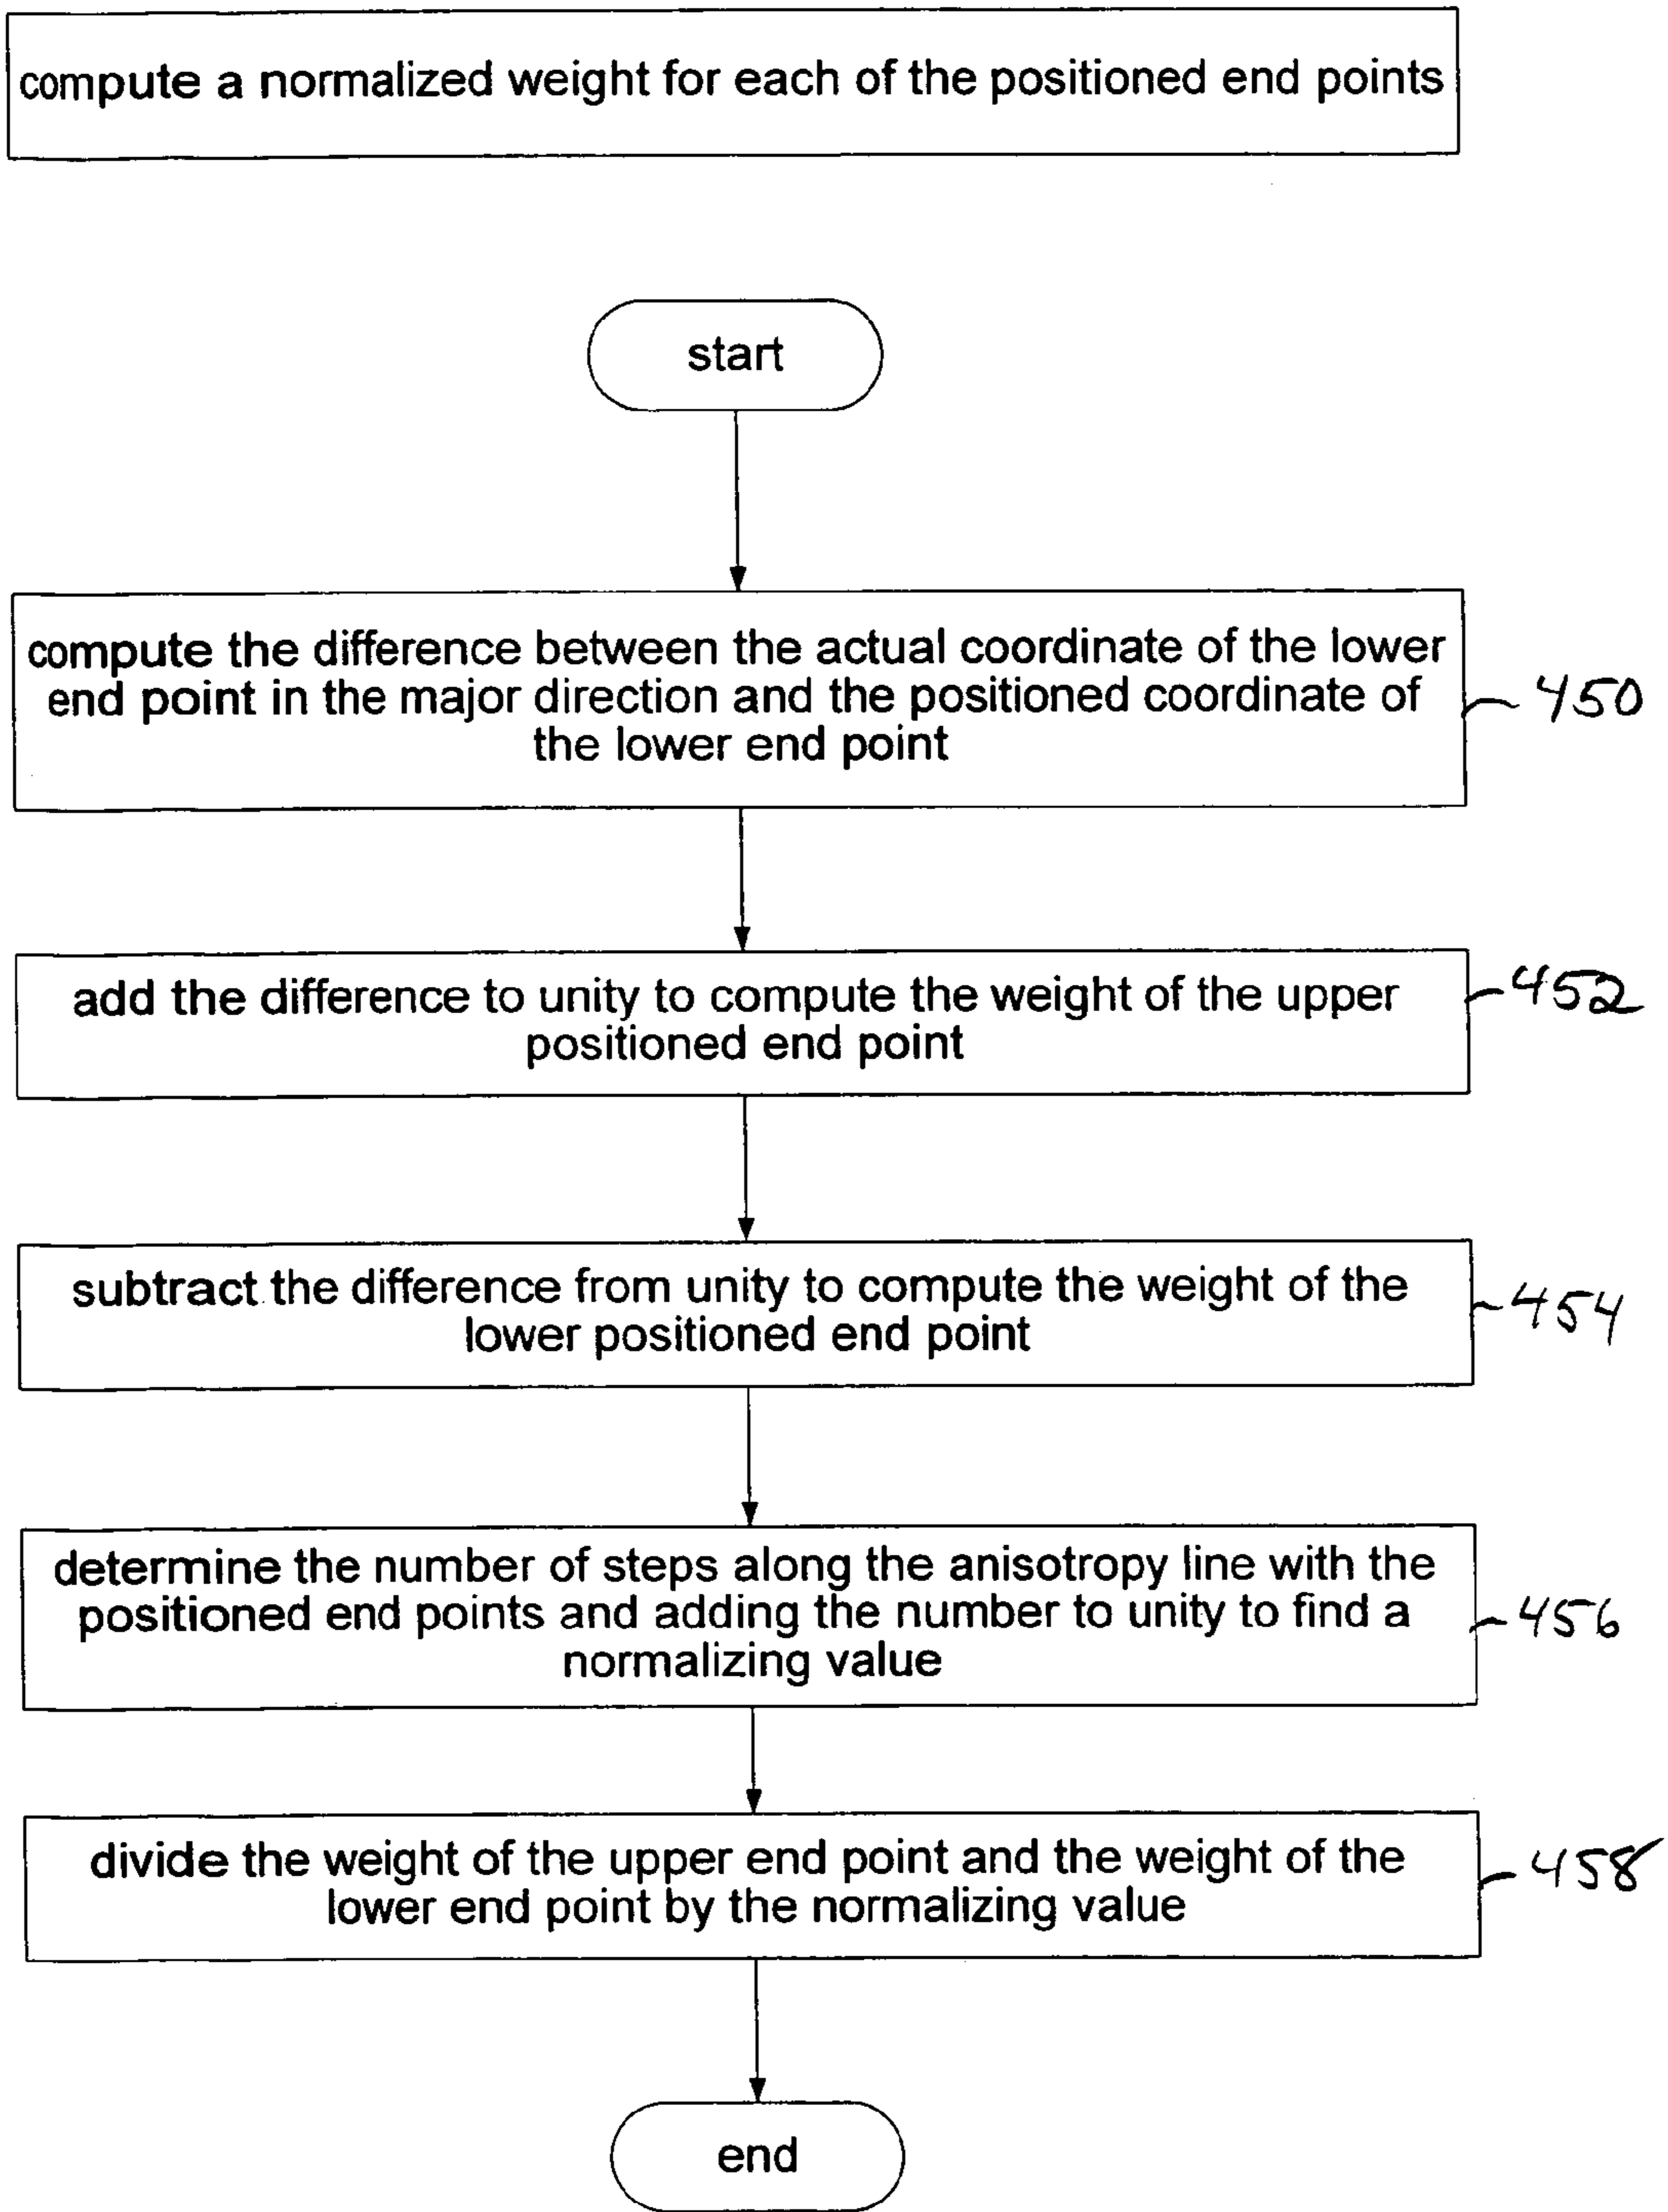 compute a normalized weight for each of the positioned end points
start
compute the difference between the actual coordinate of the lower
end point in the major direction and the positioned coordinate of
the lower end point
450
add the difference to unity to compute the weight of the upper
positioned end point
452
subtract the difference from unity to compute the weight of the
lower positioned end point
454
determine the number of steps along the anisotropy line with the
positioned end points and adding the number to unity to find a
normalizing value
456
divide the weight of the upper end point and the weight of the
lower end point by the normalizing value
458
end